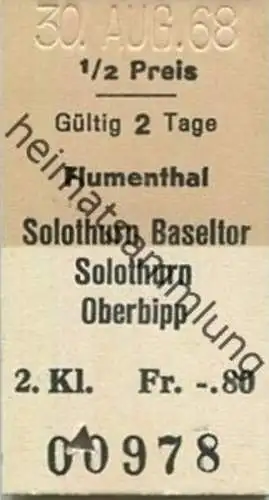 30. AUG. 68
1/2 Preis
Gültig 2 Tage
Flumenthal
Solothurn Baseltor
Solothurn
Oberbipp
2. Kl. Fr. -.80
00978
heimatsammlung